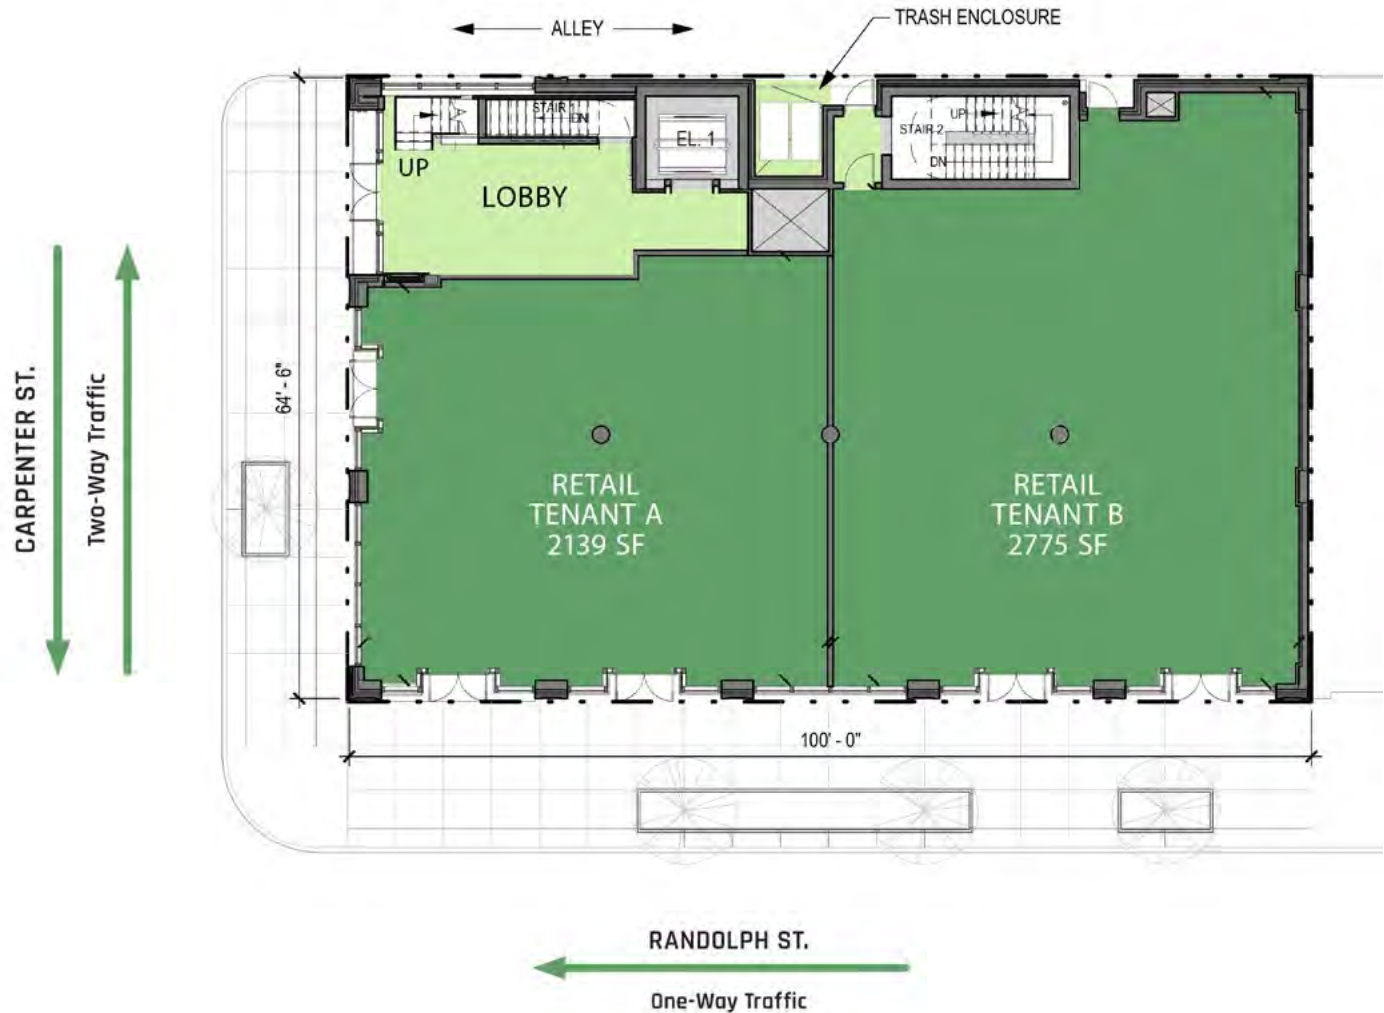 ALLEY
TRASH ENCLOSURE
STAIR 1
DN
EL. 1
UP
STAIR 2
DN
UP
LOBBY
64' - 6"
CARPENTER ST.
Two-Way Traffic
RETAIL
TENANT A
2139 SF
RETAIL
TENANT B
2775 SF
100' - 0"
RANDOLPH ST.
One-Way Traffic